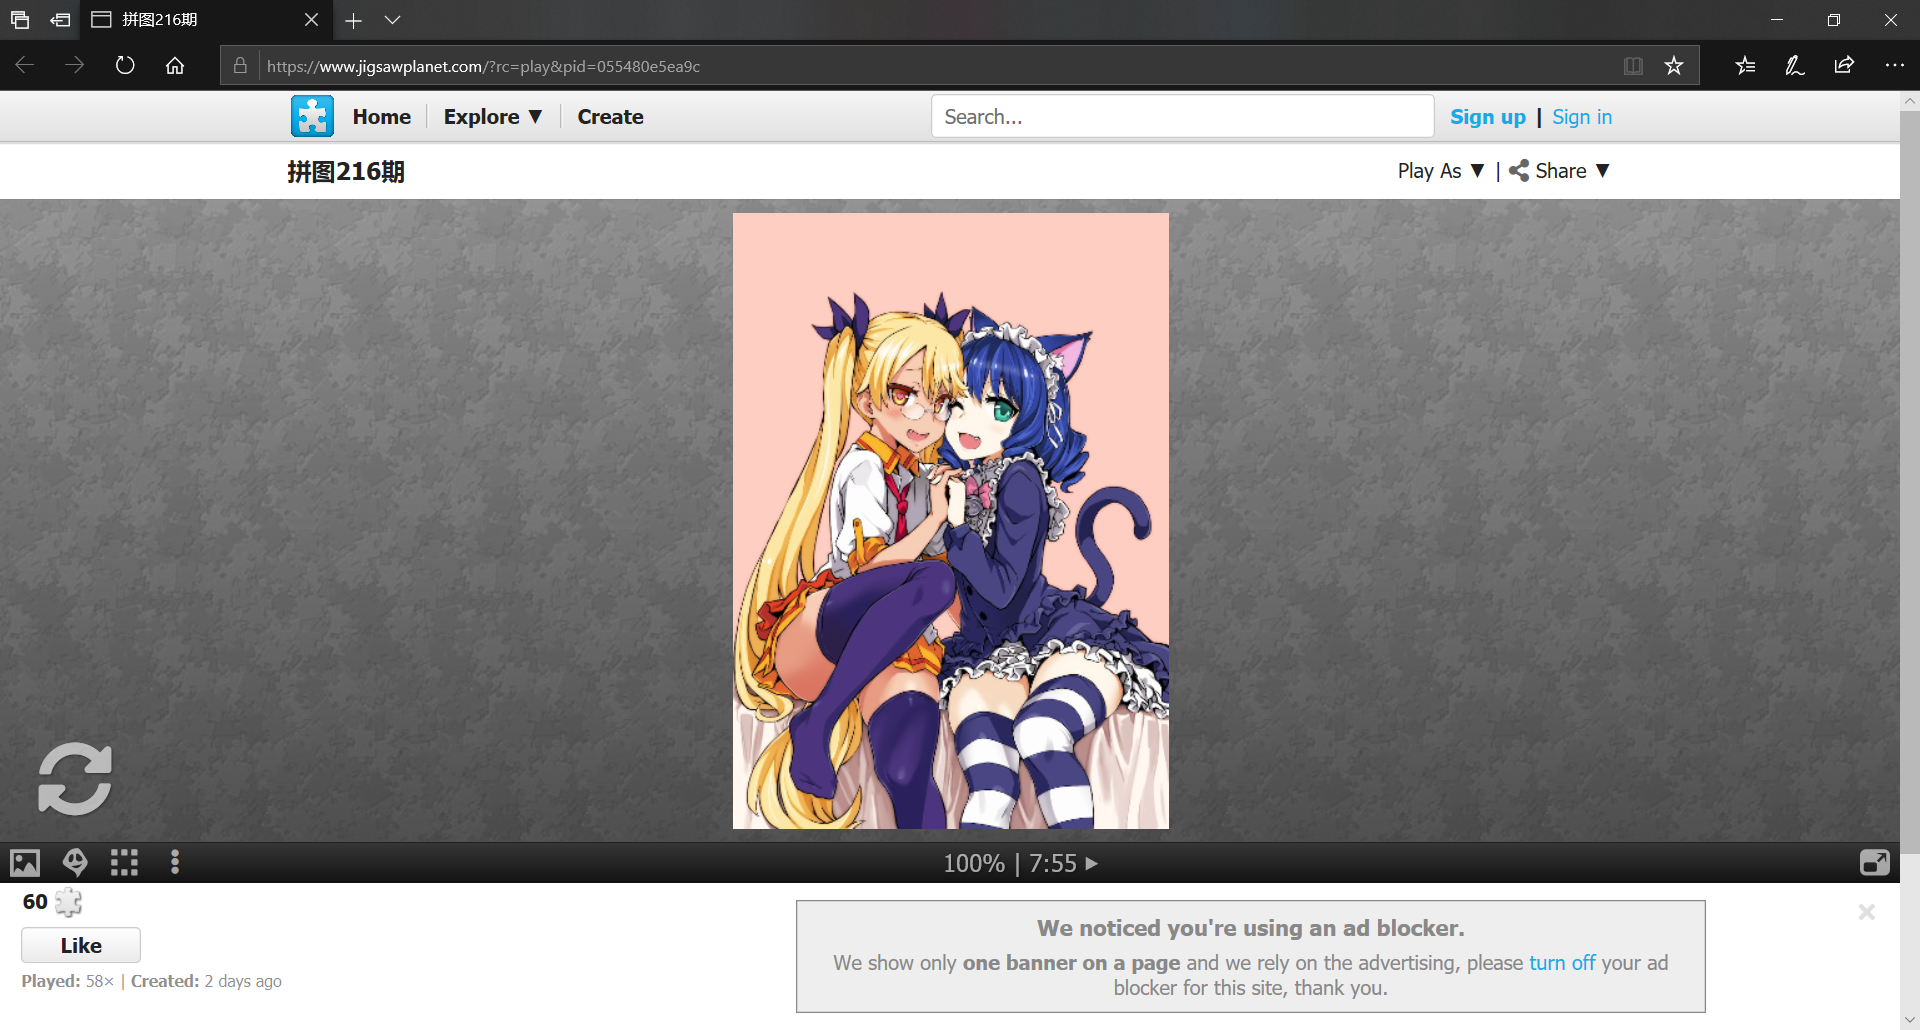 拼图216期
https://www.jigsawplanet.com/?rc=play&pid=055480e5ea9c
Home Explore ▼ Create Search... Sign up | Sign in
拼图216期 Play As ▼ | Share ▼
100% | 7:55
60
Like
Played: 58× | Created: 2 days ago
We noticed you're using an ad blocker.
We show only one banner on a page and we rely on the advertising, please turn off your ad
blocker for this site, thank you.